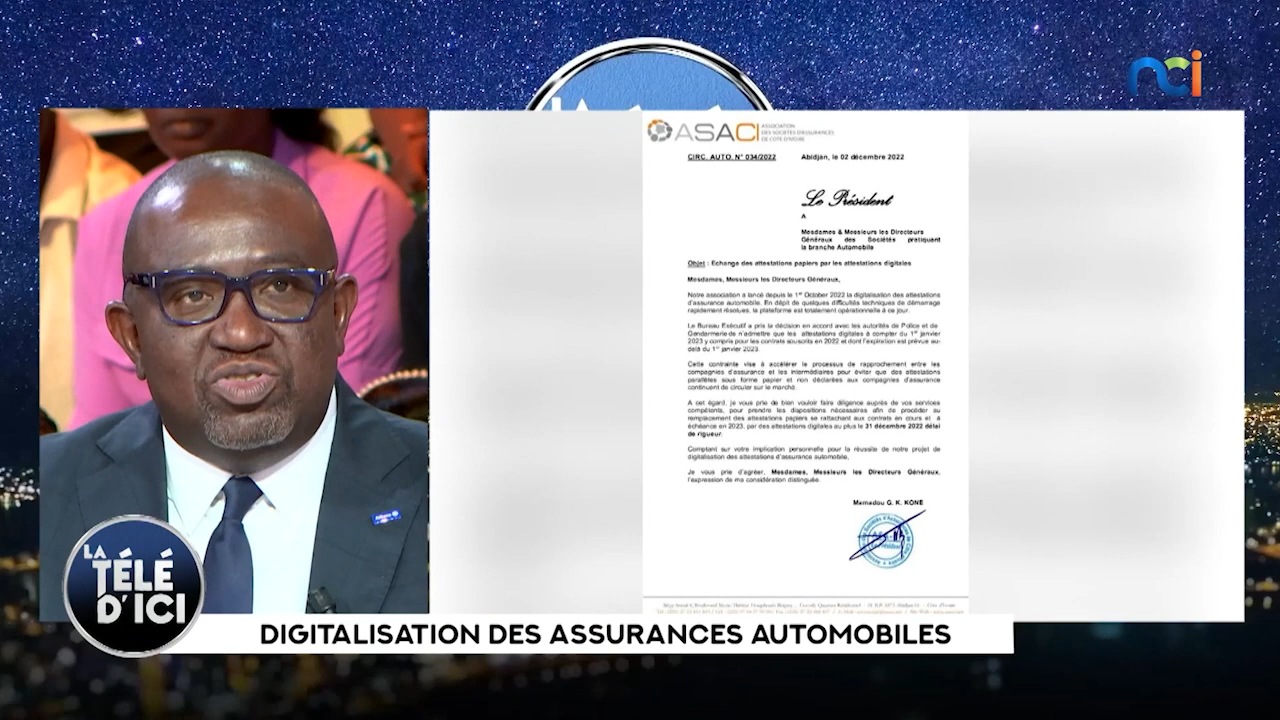 nci
ASACI
ASSOCIATION
DES SOCIÉTÉS D'ASSURANCES
DE CÔTE D'IVOIRE
CIRC. AUTO. N° 034/2022
Abidjan, le 02 décembre 2022
Le Président
A
Mesdames & Messieurs les Directeurs
Généraux des Sociétés pratiquant
la branche Automobile
Objet : Echange des attestations papiers par les attestations digitales
Mesdames, Messieurs les Directeurs Généraux,
Notre association a lancé depuis le 1er October 2022 la digitalisation des attestations
d'assurance automobile. En dépit de quelques difficultés techniques de démarrage
rapidement résolues, la plateforme est totalement opérationnelle à ce jour.
Le Bureau Exécutif a pris la décision en accord avec les autorités de Police et de
Gendarmerie de n'admettre que les attestations digitales à compter du 1er janvier
2023 y compris pour les contrats souscrits en 2022 et dont l'expiration est prévue au-
delà du 1er janvier 2023.
Cette contrainte vise à accélérer le processus de rapprochement entre les
compagnies d'assurance et les intermédiaires pour éviter que des attestations
parallèles sous forme papier et non déclarées aux compagnies d'assurance
continuent de circuler sur le marché.
A cet égard, je vous prie de bien vouloir faire diligence auprès de vos services
compétents, pour prendre les dispositions nécessaires afin de procéder au
remplacement des attestations papiers se rattachant aux contrats en cours et à
échéance en 2023, par des attestations digitales au plus le 31 décembre 2022 délai
de rigueur.
Comptant sur votre implication personnelle pour la réussite de notre projet de
digitalisation des attestations d'assurance automobile,
Je vous prie d'agréer, Mesdames, Messieurs les Directeurs Généraux,
l'expression de ma considération distinguée.
Mamadou G. K. KONE
LA
TÉLÉ
D'ICI
DIGITALISATION DES ASSURANCES AUTOMOBILES